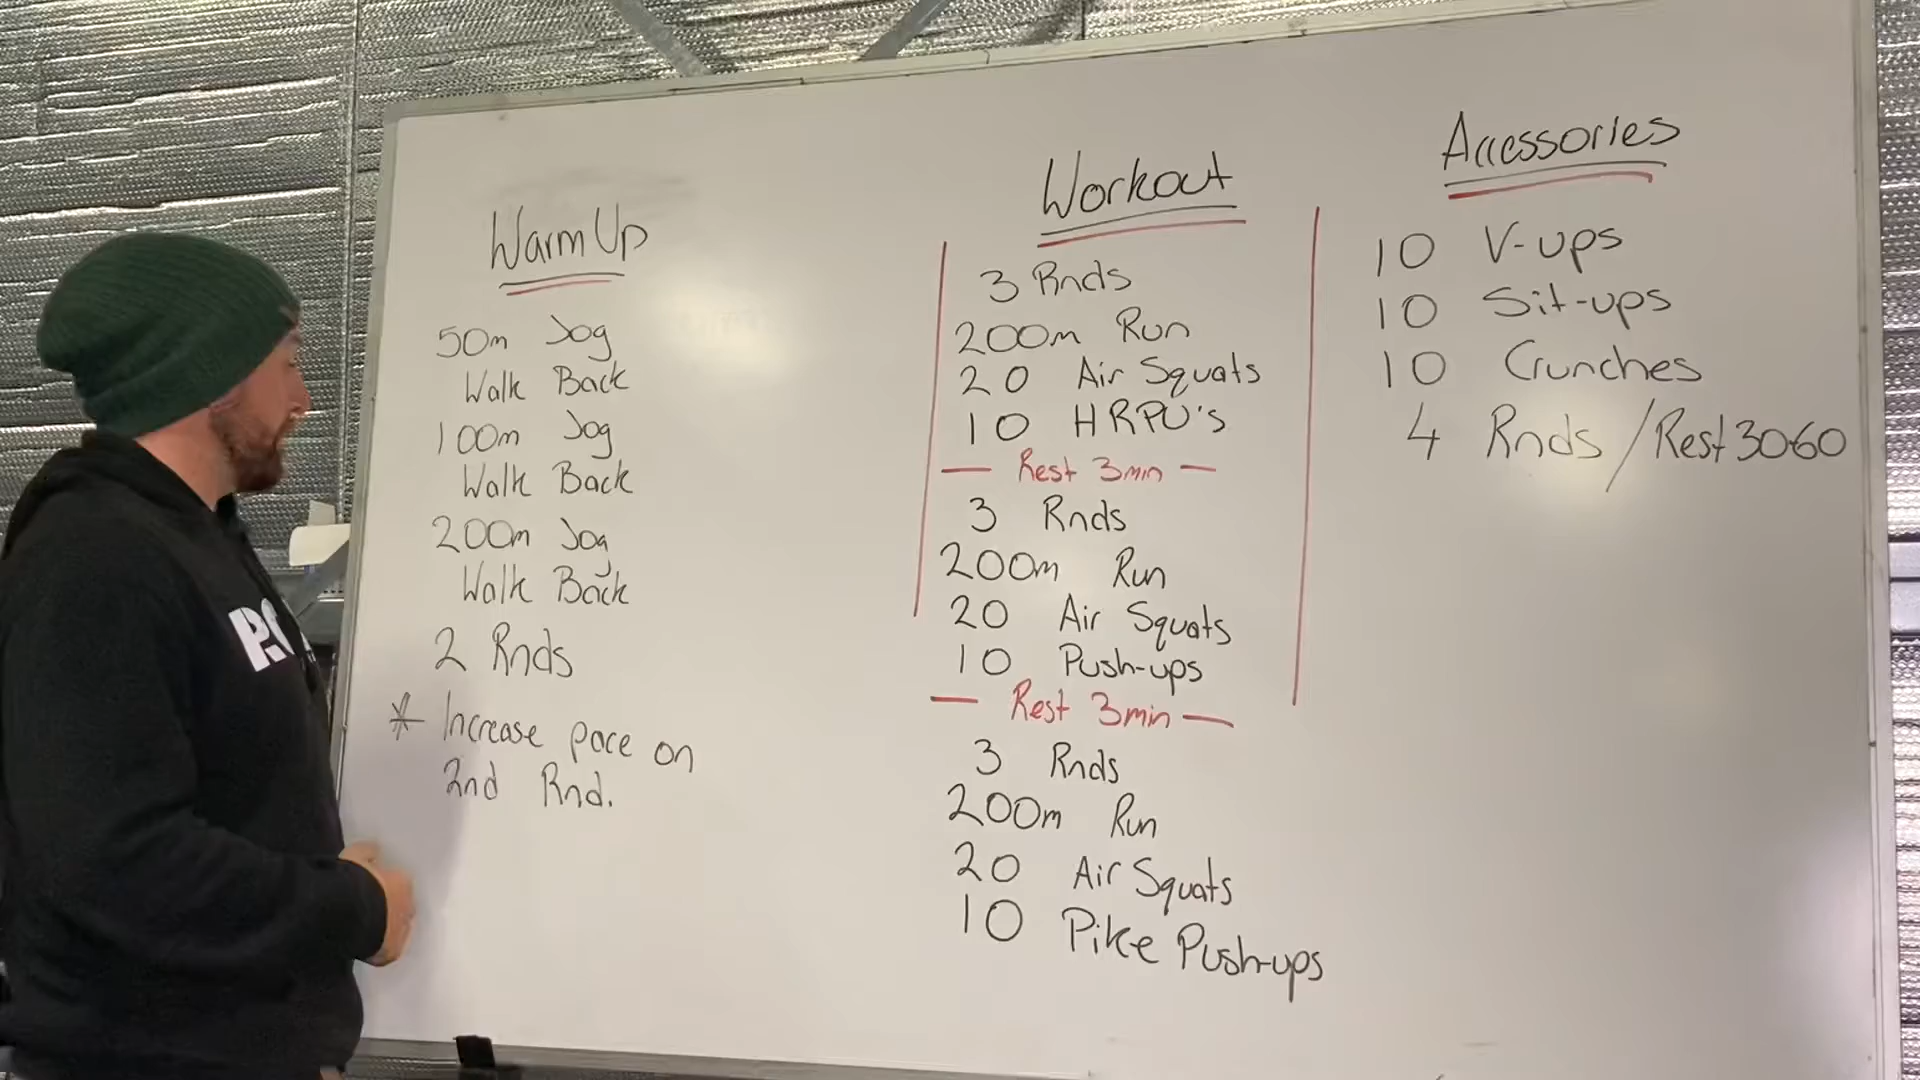 Warm Up
50m Jog
Walk Back
100m Jog
Walk Back
200m Jog
Walk Back
2 Rnds
* Increase pace on
2nd Rnd.
Workout
3 Rnds
200m Run
20 Air Squats
10 HRPU's
— Rest 3min —
3 Rnds
200m Run
20 Air Squats
10 Push-ups
— Rest 3min —
3 Rnds
200m Run
20 Air Squats
10 Pike Push-ups
Accessories
10 V-ups
10 Sit-ups
10 Crunches
4 Rnds / Rest 30-60